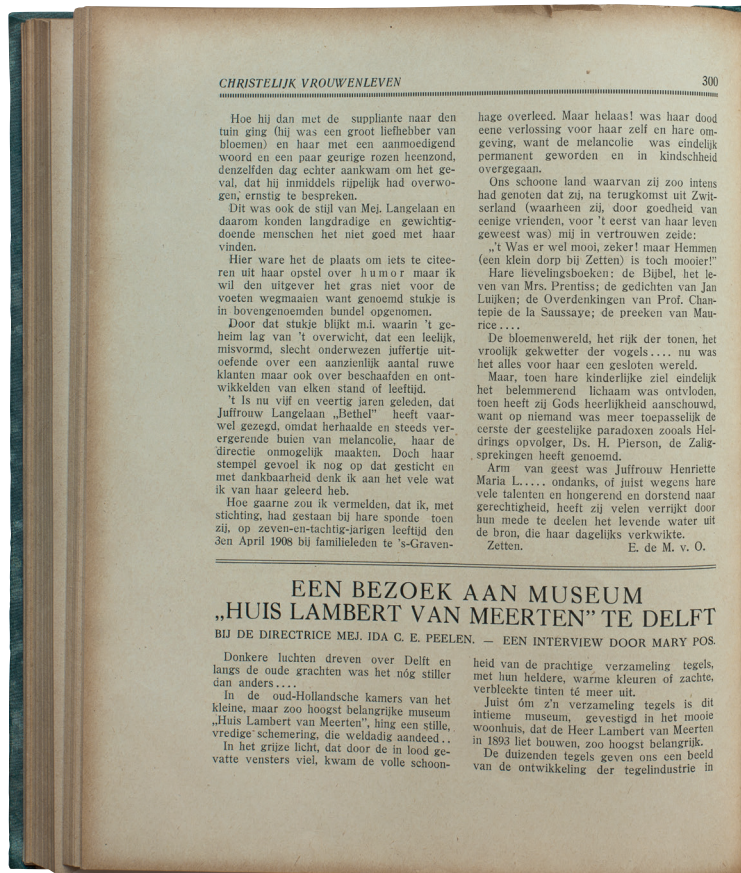 CHRISTELIJK VROUWENLEVEN 300
Hoe hij dan met de suppliante naar den
tuin ging (hij was een groot liefhebber van
bloemen) en haar met een aanmoedigend
woord en een paar geurige rozen heenzond,
denzelfden dag echter aankwam om het ge-
val, dat hij inmiddels rijpelijk had overwo-
gen, ernstig te bespreken.
Dit was ook de stijl van Mej. Langelaan en
daarom konden langdradige en gewichtig-
doende menschen het niet goed met haar
vinden.
Hier ware het de plaats om iets te citee-
ren uit haar opstel over humor maar ik
wil den uitgever het gras niet voor de
voeten wegmaaien want genoemd stukje is
in bovengenoemden bundel opgenomen.
Door dat stukje blijkt m.i. waarin 't ge-
heim lag van 't overwicht, dat een leelijk,
misvormd, slecht onderwezen juffertje uit-
oefende over een aanzienlijk aantal ruwe
klanten maar ook over beschaafden en ont-
wikkelden van elken stand of leeftijd.
't Is nu vijf en veertig jaren geleden, dat
Juffrouw Langelaan „Bethel" heeft vaar-
wel gezegd, omdat herhaalde en steeds ver-
ergerende buien van melancolie, haar de
directie onmogelijk maakten. Doch haar
stempel gevoel ik nog op dat gesticht en
met dankbaarheid denk ik aan het vele wat
ik van haar geleerd heb.
Hoe gaarne zou ik vermelden, dat ik, met
stichting, had gestaan bij hare sponde toen
zij, op zeven-en-tachtig-jarigen leeftijd den
3en April 1908 bij familieleden te 's-Graven-
hage overleed. Maar helaas! was haar dood
eene verlossing voor haar zelf en hare om-
geving, want de melancolie was eindelijk
permanent geworden en in kindschheid
overgegaan.
Ons schoone land waarvan zij zoo intens
had genoten dat zij, na terugkomst uit Zwit-
serland (waarheen zij, door goedheid van
eenige vrienden, voor 't eerst van haar leven
geweest was) mij in vertrouwen zeide:
„'t Was er wel mooi, zeker! maar Hemmen
(een klein dorp bij Zetten) is toch mooier!"
Hare lievelingsboeken: de Bijbel, het le-
ven van Mrs. Prentiss; de gedichten van Jan
Luijken; de Overdenkingen van Prof. Chan-
tepie de la Saussaye; de preeken van Mau-
rice....
De bloemenwereld, het rijk der tonen, het
vroolijk gekwetter der vogels.... nu was
het alles voor haar een gesloten wereld.
Maar, toen hare kinderlijke ziel eindelijk
het belemmerend lichaam was ontvloden,
toen heeft zij Gods heerlijkheid aanschouwd,
want op niemand was meer toepasselijk de
eerste der geestelijke paradoxen zooals Hel-
drings opvolger, Ds. H. Pierson, de Zalig-
sprekingen heeft genoemd.
Arm van geest was Juffrouw Henriette
Maria L..... ondanks, of juist wegens hare
vele talenten en hongerend en dorstend naar
gerechtigheid, heeft zij velen verrijkt door
hun mede te deelen het levende water uit
de bron, die haar dagelijks verkwikte.
Zetten. E. de M. v. O.
EEN BEZOEK AAN MUSEUM
„HUIS LAMBERT VAN MEERTEN" TE DELFT
BIJ DE DIRECTRICE MEJ. IDA C. E. PEELEN. — EEN INTERVIEW DOOR MARY POS.
Donkere luchten dreven over Delft en
langs de oude grachten was het nóg stiller
dan anders....
In de oud-Hollandsche kamers van het
kleine, maar zoo hoogst belangrijke museum
„Huis Lambert van Meerten", hing een stille,
vredige schemering, die weldadig aandeed..
In het grijze licht, dat door de in lood ge-
vatte vensters viel, kwam de volle schoon-
heid van de prachtige verzameling tegels,
met hun heldere, warme kleuren of zachte,
verbleekte tinten té meer uit.
Juist óm z'n verzameling tegels is dit
intieme museum, gevestigd in het mooie
woonhuis, dat de Heer Lambert van Meerten
in 1893 liet bouwen, zoo hoogst belangrijk.
De duizenden tegels geven ons een beeld
van de ontwikkeling der tegelindustrie in